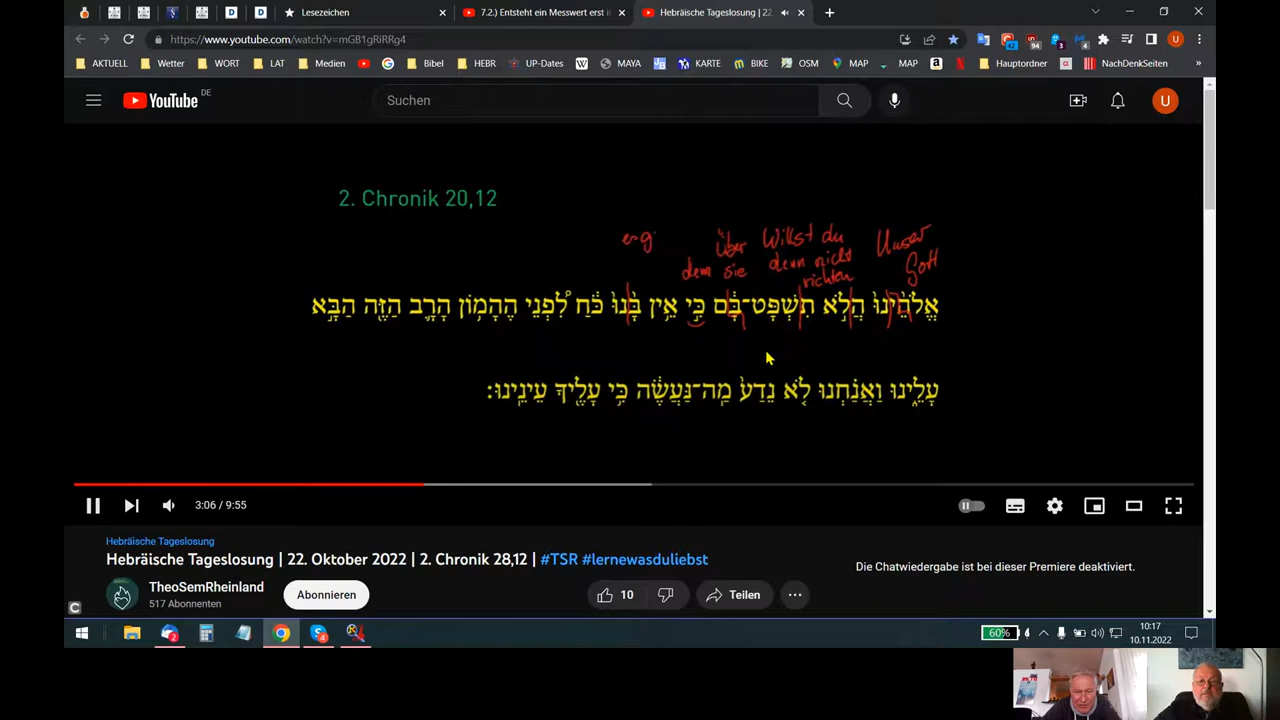 Lesezeichen
7.2.) Entsteht ein Messwert erst i
Hebräische Tageslosung | 22
https://www.youtube.com/watch?v=mGB1gRiRRg4
AKTUELL Wetter WORT LAT Medien Bibel HEBR UP-Dates MAYA KARTE BIKE OSM MAP MAP Hauptordner NachDenkSeiten
YouTube DE
Suchen
U
2. Chronik 20,12
Über Willst du Unser
dem sie denn nicht Gott
richten
אֱלֹהֵ֙ינוּ֙ הֲלֹ֣א תִשְׁפָּט־בָּ֔ם כִּ֣י אֵ֥ין בָּ֙נוּ֙ כֹּ֔חַ לִ֠פְנֵי הֶהָמ֥וֹן הָרָ֛ב הַזֶּ֖ה הַבָּ֣א
עָלֵ֑ינוּ וַאֲנַ֗חְנוּ לֹ֤א נֵדַע֙ מַֽה־נַּעֲשֶׂ֔ה כִּ֥י עָלֶ֖יךָ עֵינֵֽינוּ׃
3:06 / 9:55
Hebräische Tageslosung
Hebräische Tageslosung | 22. Oktober 2022 | 2. Chronik 28,12 | #TSR #lernewasduliebst
TheoSemRheinland
517 Abonnenten
Abonnieren
10
Teilen
Die Chatwiedergabe ist bei dieser Premiere deaktiviert.
60%
10:17
10.11.2022